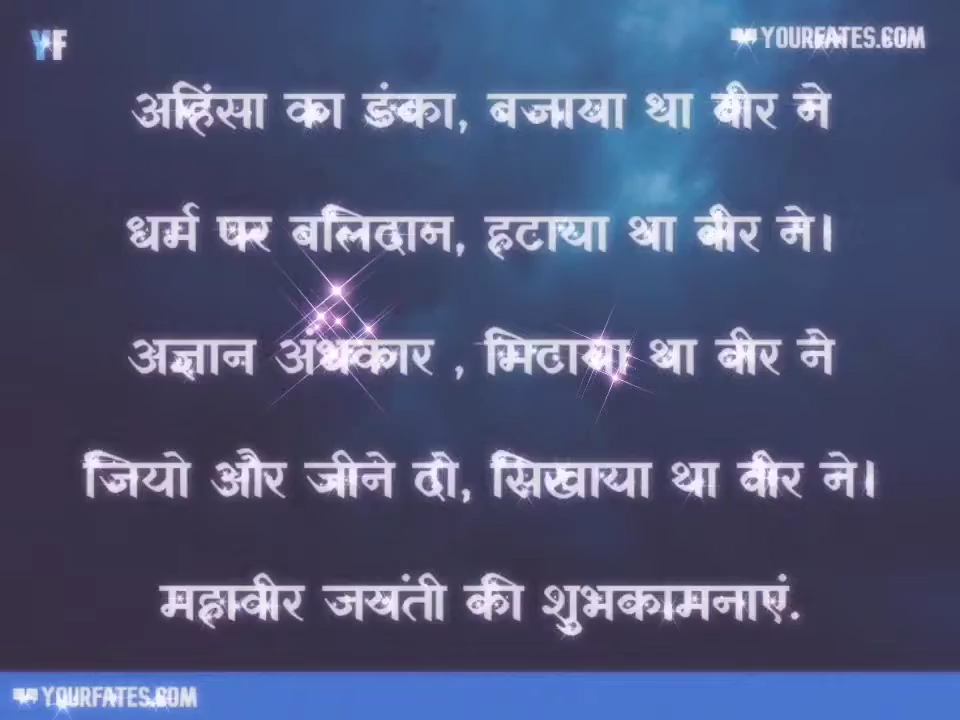 YF
YOURFATES.COM
अहिंसा का डंका, बजाया था वीर ने
धर्म पर बलिदान, हटाया था वीर ने।
अज्ञान अंधकार , मिटाया था वीर ने
जियो और जीने दो, सिखाया था वीर ने।
महावीर जयंती की शुभकामनाएं.
YOURFATES.COM